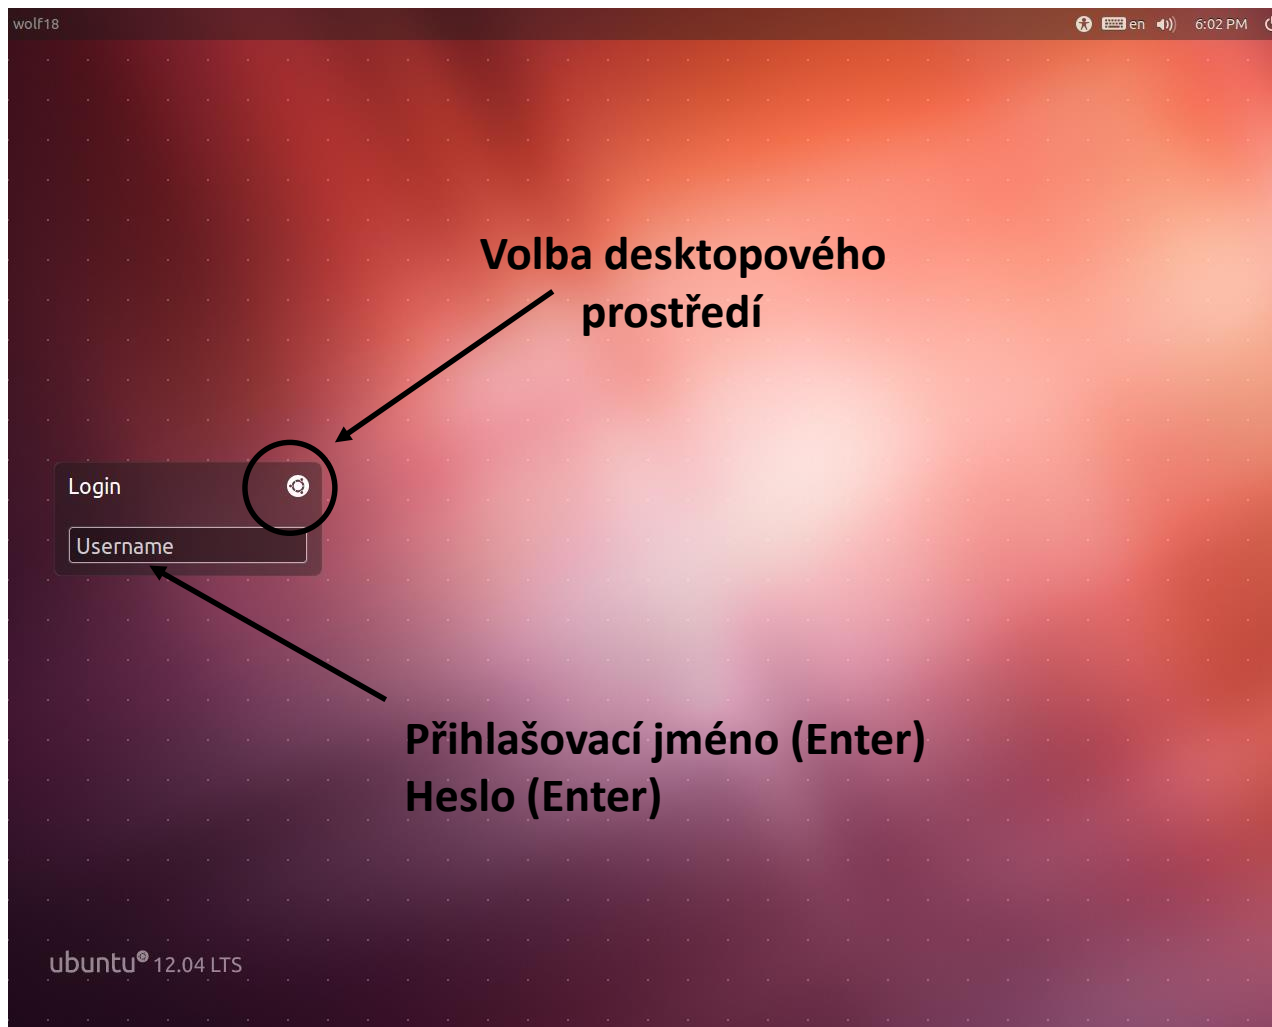 wolf18
en 6:02 PM
Volba desktopového
prostředí
Login
Username
Přihlašovací jméno (Enter)
Heslo (Enter)
ubuntu 12.04 LTS